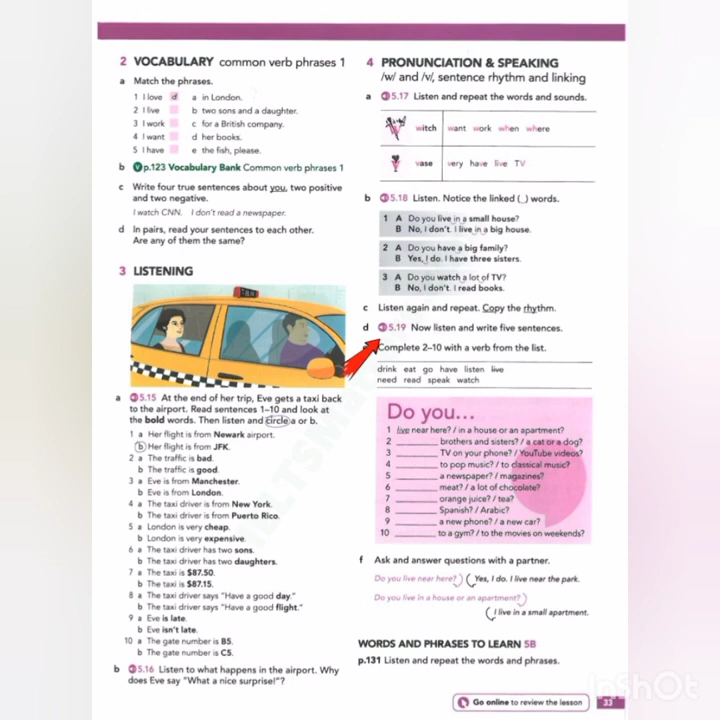 2 VOCABULARY common verb phrases 1
a Match the phrases.
1 I love d a in London.
2 I live b two sons and a daughter.
3 I work c for a British company.
4 I want d her books.
5 I have e the fish, please.
b V p.123 Vocabulary Bank Common verb phrases 1
c Write four true sentences about you, two positive
and two negative.
I watch CNN. I don't read a newspaper.
d In pairs, read your sentences to each other.
Are any of them the same?
3 LISTENING
a 5.15 At the end of her trip, Eve gets a taxi back
to the airport. Read sentences 1–10 and look at
the bold words. Then listen and circle a or b.
1 a Her flight is from Newark airport.
b Her flight is from JFK.
2 a The traffic is bad.
b The traffic is good.
3 a Eve is from Manchester.
b Eve is from London.
4 a The taxi driver is from New York.
b The taxi driver is from Puerto Rico.
5 a London is very cheap.
b London is very expensive.
6 a The taxi driver has two sons.
b The taxi driver has two daughters.
7 a The taxi is $87.50.
b The taxi is $87.15.
8 a The taxi driver says "Have a good day."
b The taxi driver says "Have a good flight."
9 a Eve is late.
b Eve isn't late.
10 a The gate number is B5.
b The gate number is C5.
b 5.16 Listen to what happens in the airport. Why
does Eve say "What a nice surprise!"?
4 PRONUNCIATION & SPEAKING
/w/ and /v/, sentence rhythm and linking
a 5.17 Listen and repeat the words and sounds.
witch want work when where
vase very have live TV
b 5.18 Listen. Notice the linked (‿) words.
1 A Do you live in a small house?
B No, I don't. I live in a big house.
2 A Do you have a big family?
B Yes, I do. I have three sisters.
3 A Do you watch a lot of TV?
B No, I don't. I read books.
c Listen again and repeat. Copy the rhythm.
d 5.19 Now listen and write five sentences.
Complete 2–10 with a verb from the list.
drink eat go have listen live
need read speak watch
Do you...
1 live near here? / in a house or an apartment?
2 ________ brothers and sisters? / a cat or a dog?
3 ________ TV on your phone? / YouTube videos?
4 ________ to pop music? / to classical music?
5 ________ a newspaper? / magazines?
6 ________ meat? / a lot of chocolate?
7 ________ orange juice? / tea?
8 ________ Spanish? / Arabic?
9 ________ a new phone? / a new car?
10 ________ to a gym? / to the movies on weekends?
f Ask and answer questions with a partner.
Do you live near here? Yes, I do. I live near the park.
Do you live in a house or an apartment?
I live in a small apartment.
WORDS AND PHRASES TO LEARN 5B
p.131 Listen and repeat the words and phrases.
Go online to review the lesson 33
InShot